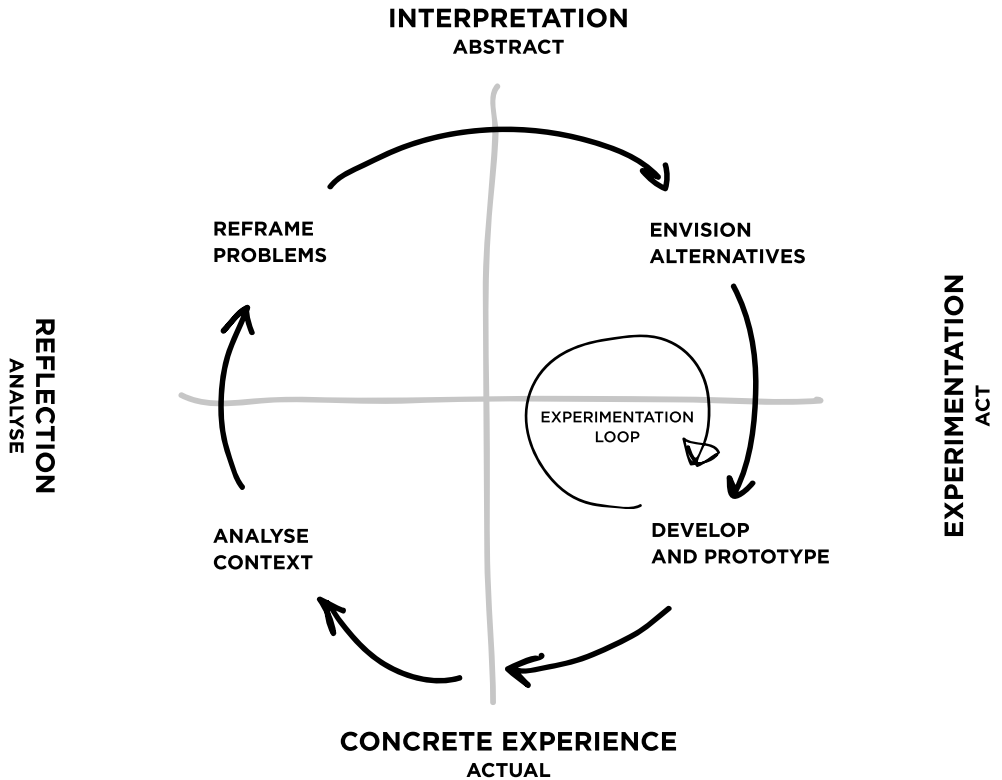 INTERPRETATION
ABSTRACT
REFRAME
PROBLEMS
ENVISION
ALTERNATIVES
REFLECTION
ANALYSE
EXPERIMENTATION
LOOP
EXPERIMENTATION
ACT
ANALYSE
CONTEXT
DEVELOP
AND PROTOTYPE
CONCRETE EXPERIENCE
ACTUAL